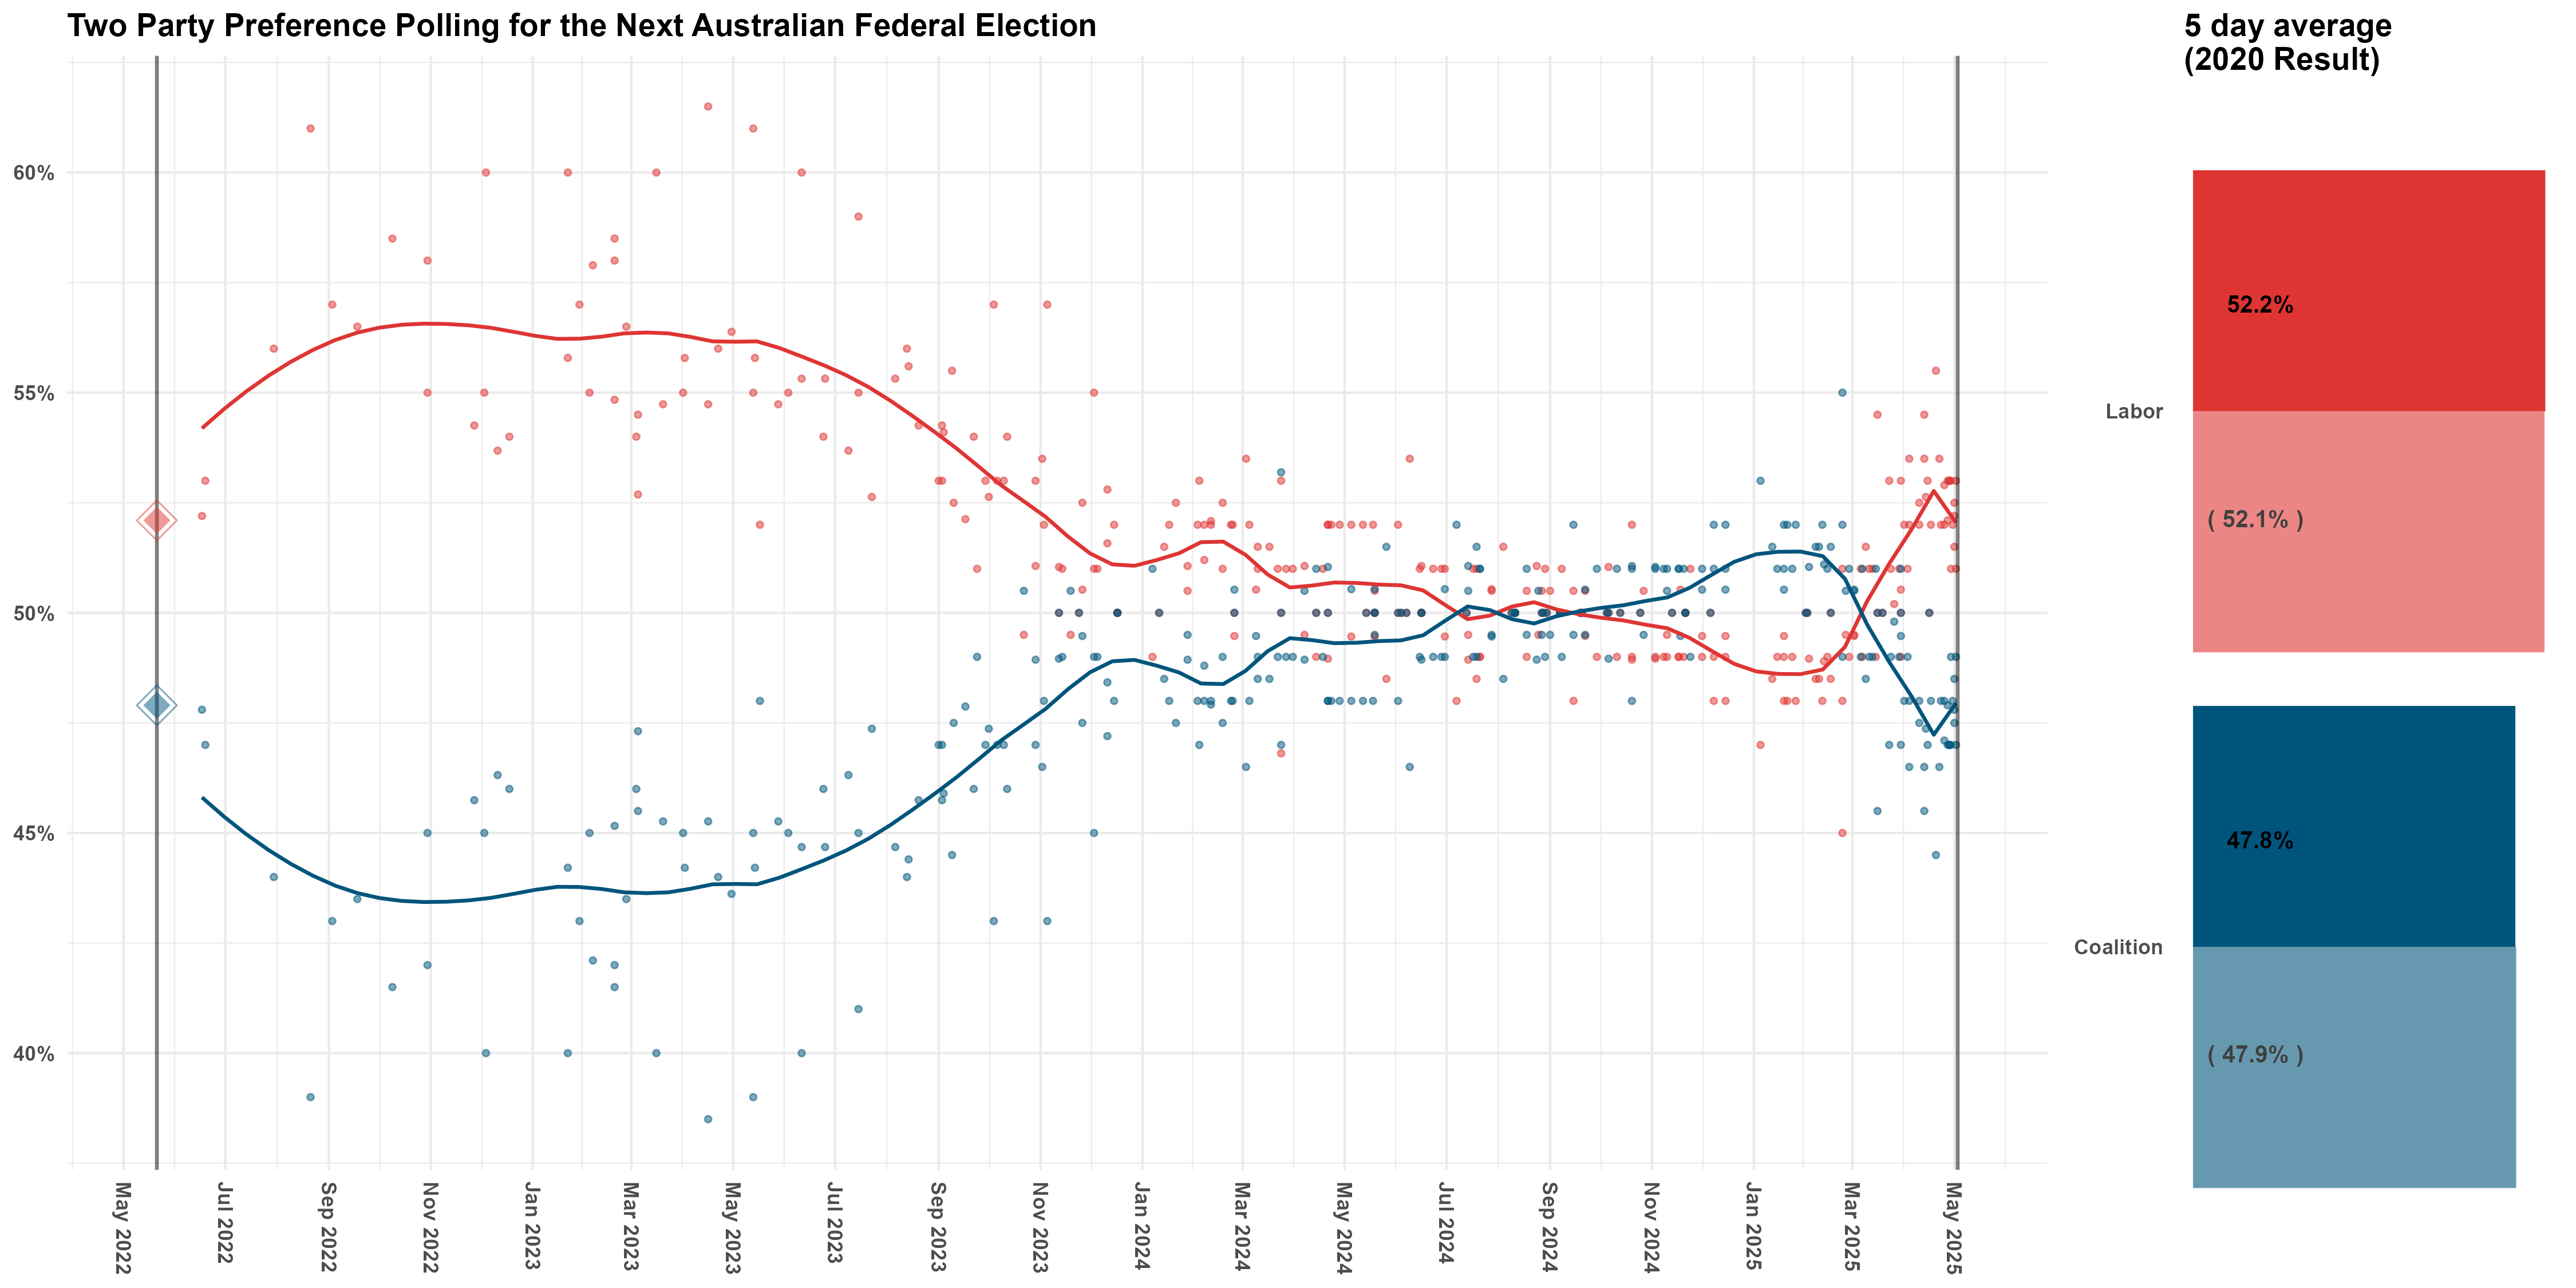 Two Party Preference Polling for the Next Australian Federal Election
5 day average
(2020 Result)
60%
55%
50%
45%
40%
May 2022
Jul 2022
Sep 2022
Nov 2022
Jan 2023
Mar 2023
May 2023
Jul 2023
Sep 2023
Nov 2023
Jan 2024
Mar 2024
May 2024
Jul 2024
Sep 2024
Nov 2024
Jan 2025
Mar 2025
May 2025
Labor
52.2%
( 52.1% )
Coalition
47.8%
( 47.9% )